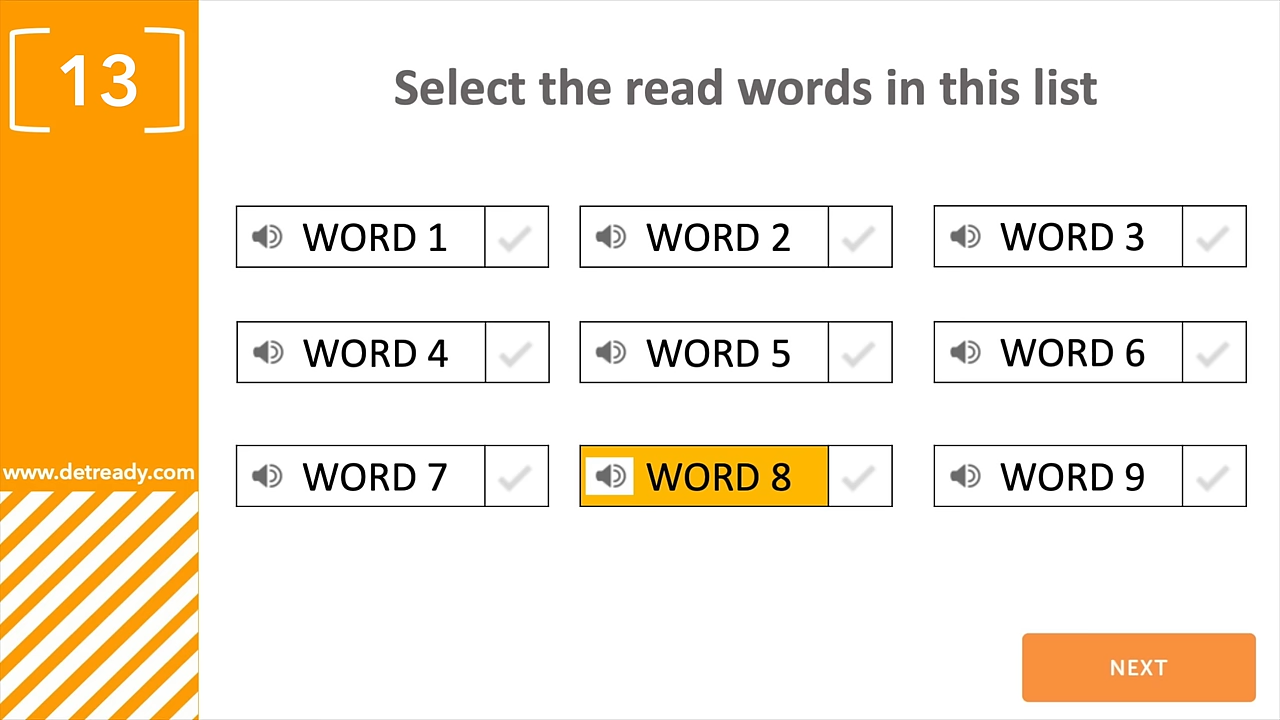 13
Select the read words in this list
WORD 1
WORD 2
WORD 3
WORD 4
WORD 5
WORD 6
WORD 7
WORD 8
WORD 9
www.detready.com
NEXT